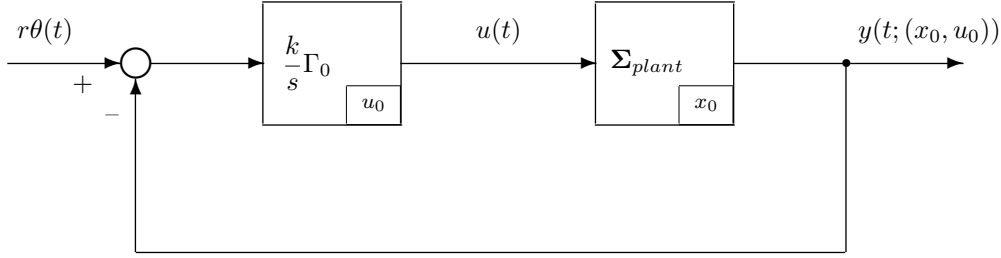 rθ(t)
u(t)
y(t; (x₀, u₀))
k
s
Γ₀
Σplant
+
u₀
x₀
−